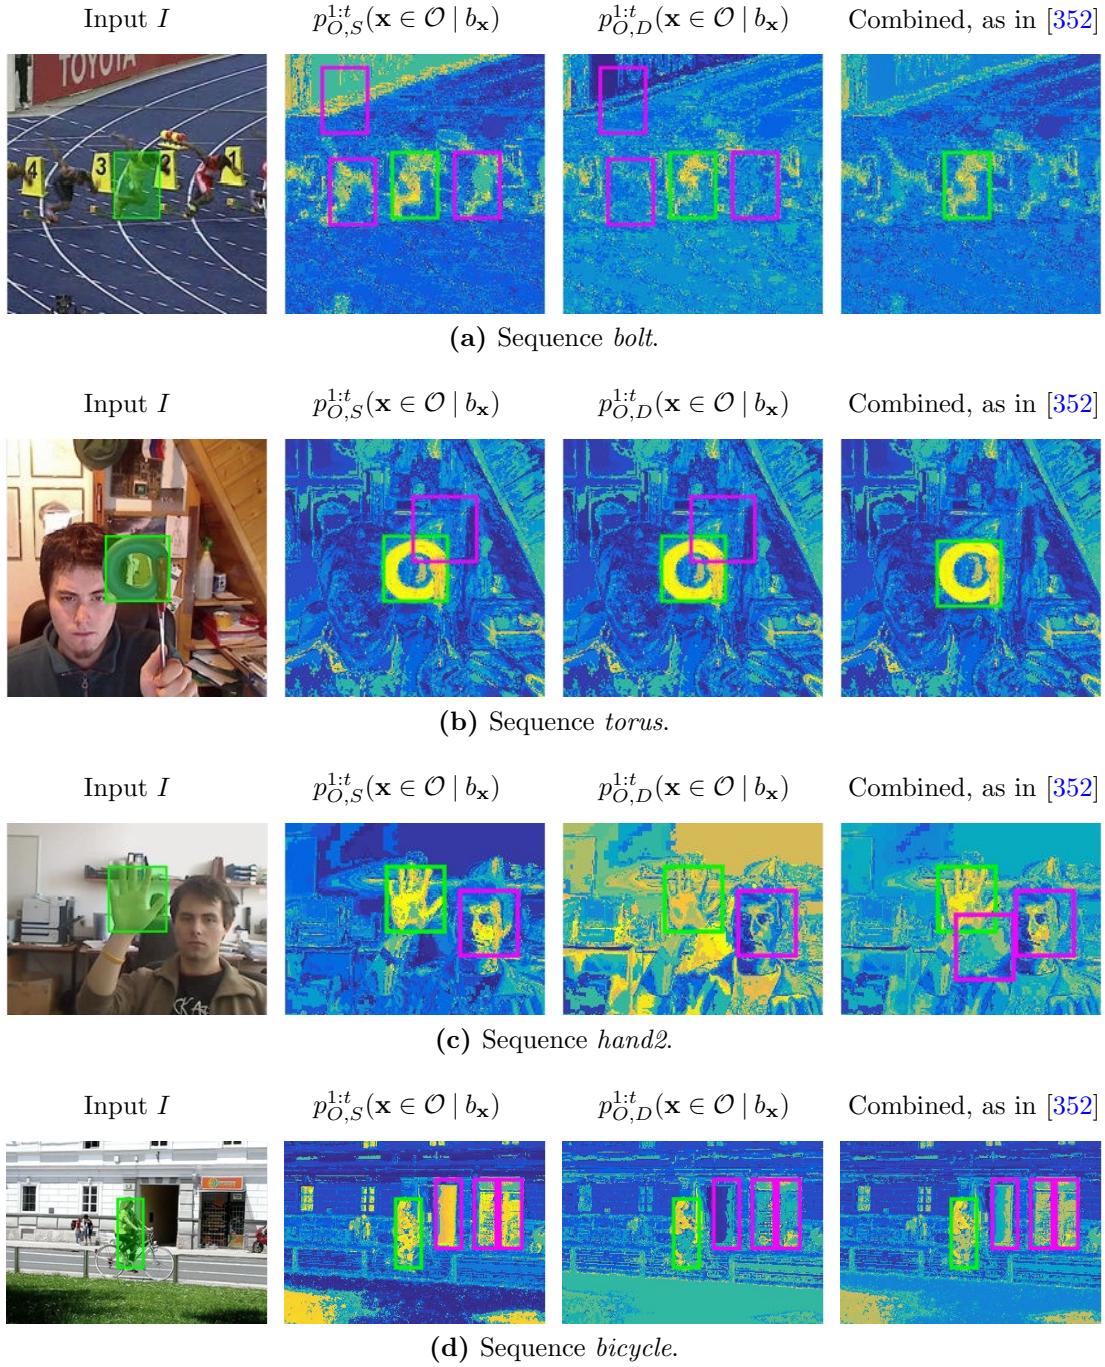 Input I
p^{1:t}_{O,S}(x ∈ O | b_x)
p^{1:t}_{O,D}(x ∈ O | b_x)
Combined, as in [352]
TOYOTA
4
3
2
1
(a) Sequence bolt.
Input I
p^{1:t}_{O,S}(x ∈ O | b_x)
p^{1:t}_{O,D}(x ∈ O | b_x)
Combined, as in [352]
(b) Sequence torus.
Input I
p^{1:t}_{O,S}(x ∈ O | b_x)
p^{1:t}_{O,D}(x ∈ O | b_x)
Combined, as in [352]
(c) Sequence hand2.
Input I
p^{1:t}_{O,S}(x ∈ O | b_x)
p^{1:t}_{O,D}(x ∈ O | b_x)
Combined, as in [352]
(d) Sequence bicycle.